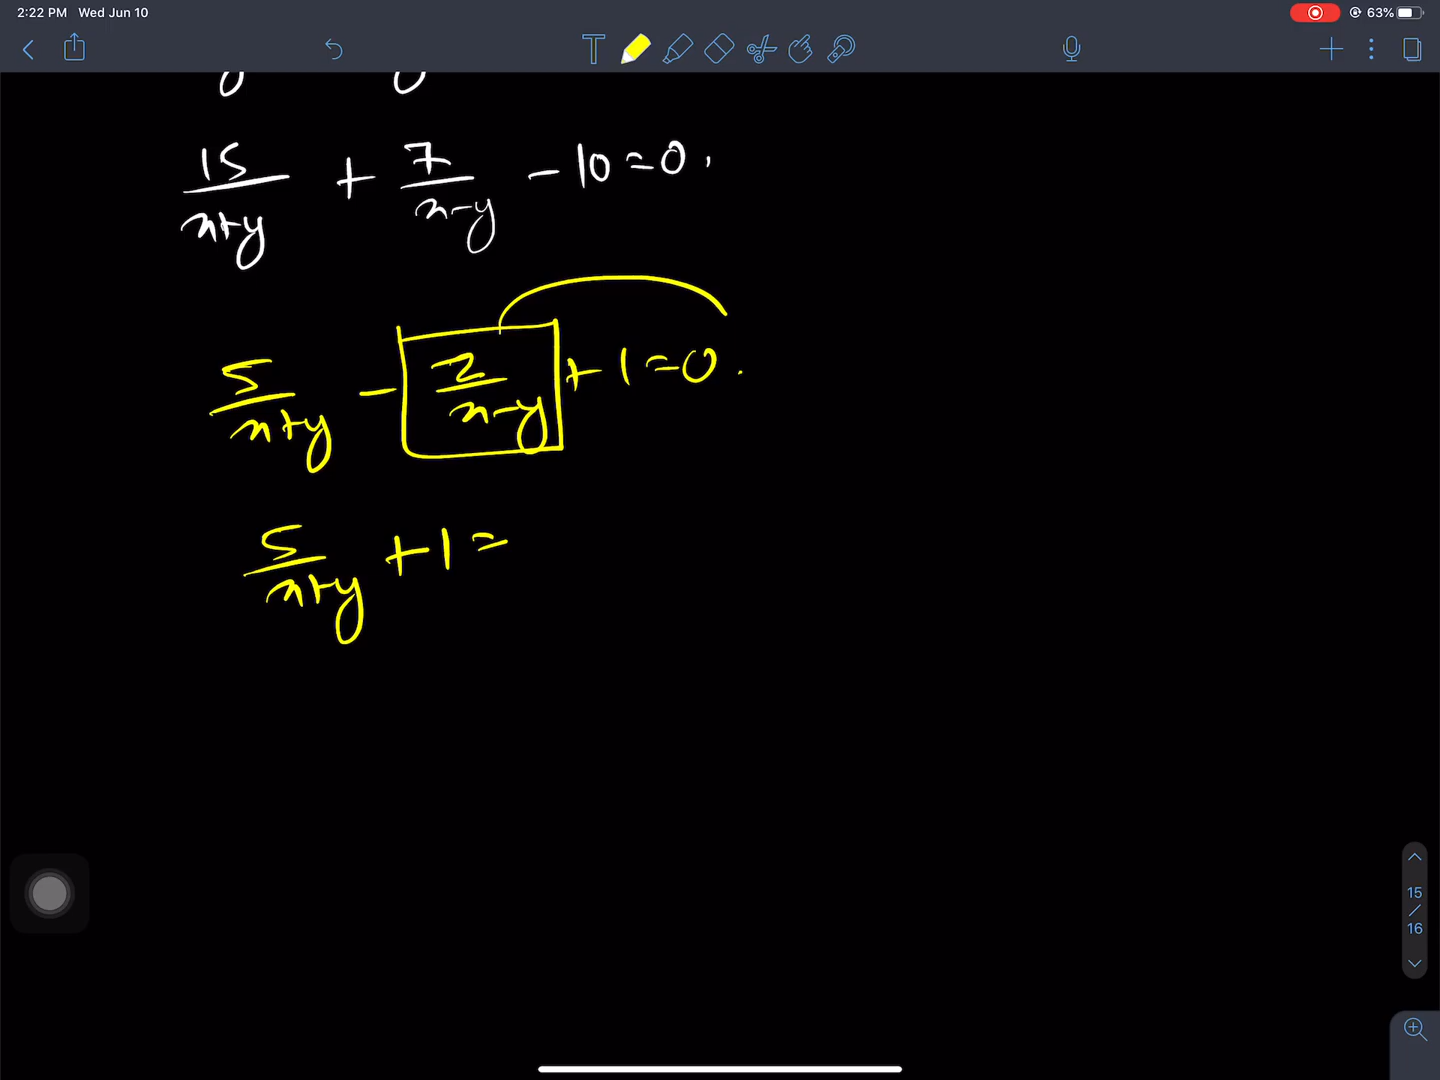 2:22 PM Wed Jun 10 63%
T
15/(x+y) + 7/(x-y) - 10 = 0.
5/(x+y) - 2/(x-y) + 1 = 0.
5/(x+y) + 1 =
15
/
16